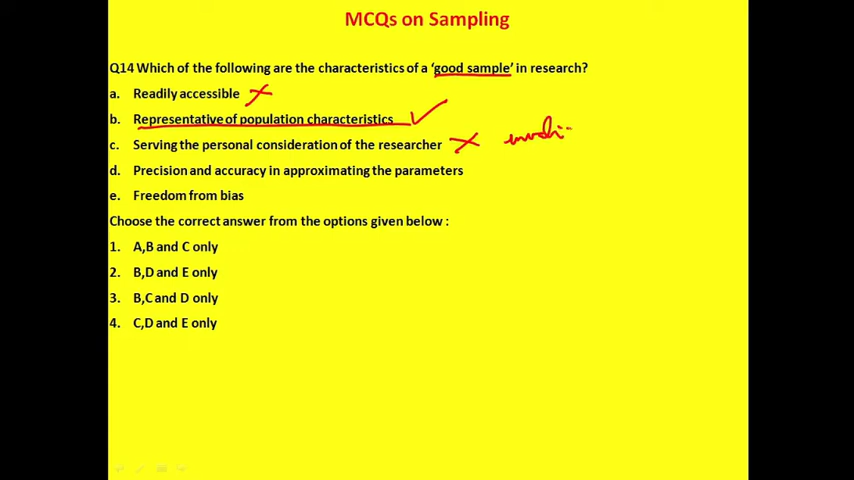 MCQs on Sampling
Q14 Which of the following are the characteristics of a ‘good sample’ in research?
a. Readily accessible
b. Representative of population characteristics
c. Serving the personal consideration of the researcher
d. Precision and accuracy in approximating the parameters
e. Freedom from bias
Choose the correct answer from the options given below :
1. A,B and C only
2. B,D and E only
3. B,C and D only
4. C,D and E only